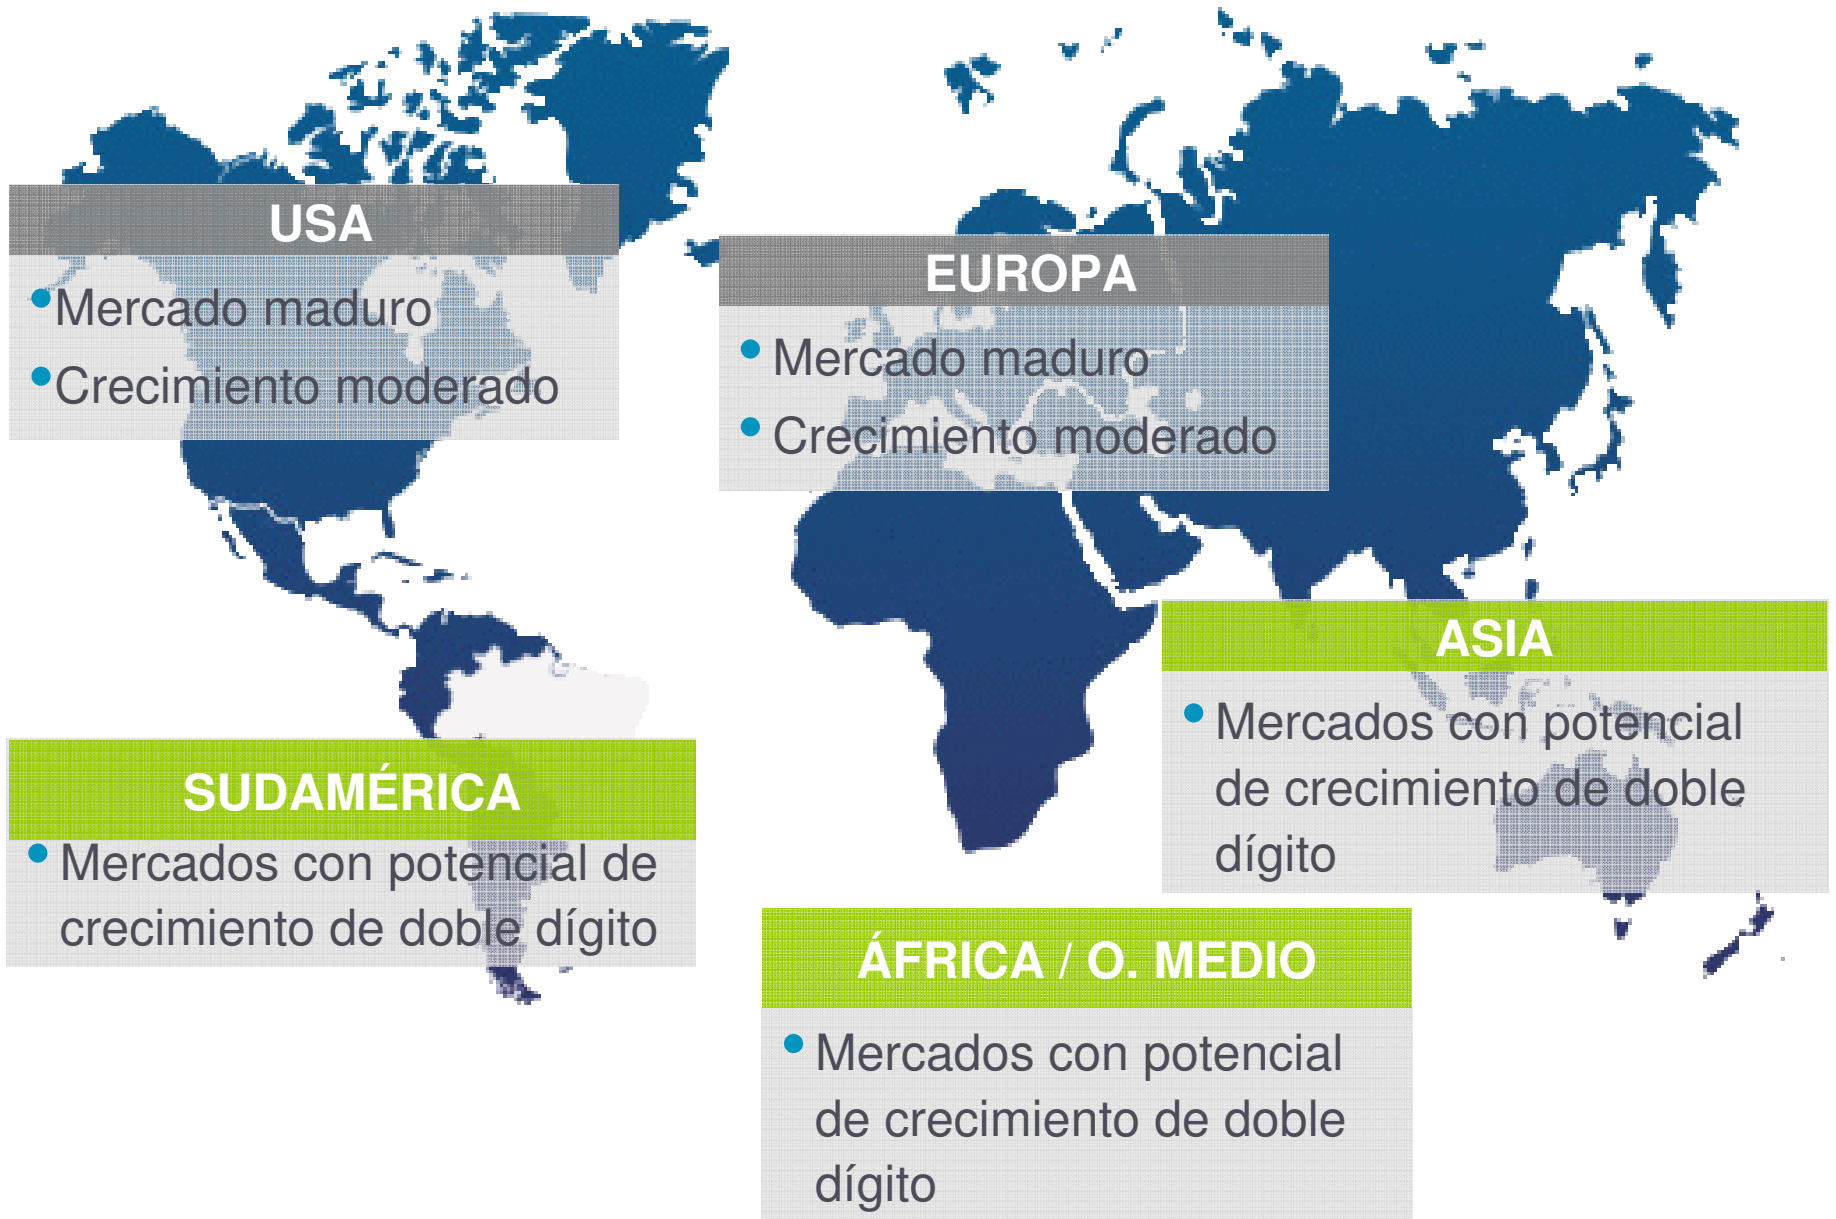 USA
•Mercado maduro
•Crecimiento moderado
EUROPA
• Mercado maduro
• Crecimiento moderado
ASIA
• Mercados con potencial
de crecimiento de doble
dígito
SUDAMÉRICA
• Mercados con potencial de
crecimiento de doble dígito
ÁFRICA / O. MEDIO
• Mercados con potencial
de crecimiento de doble
dígito